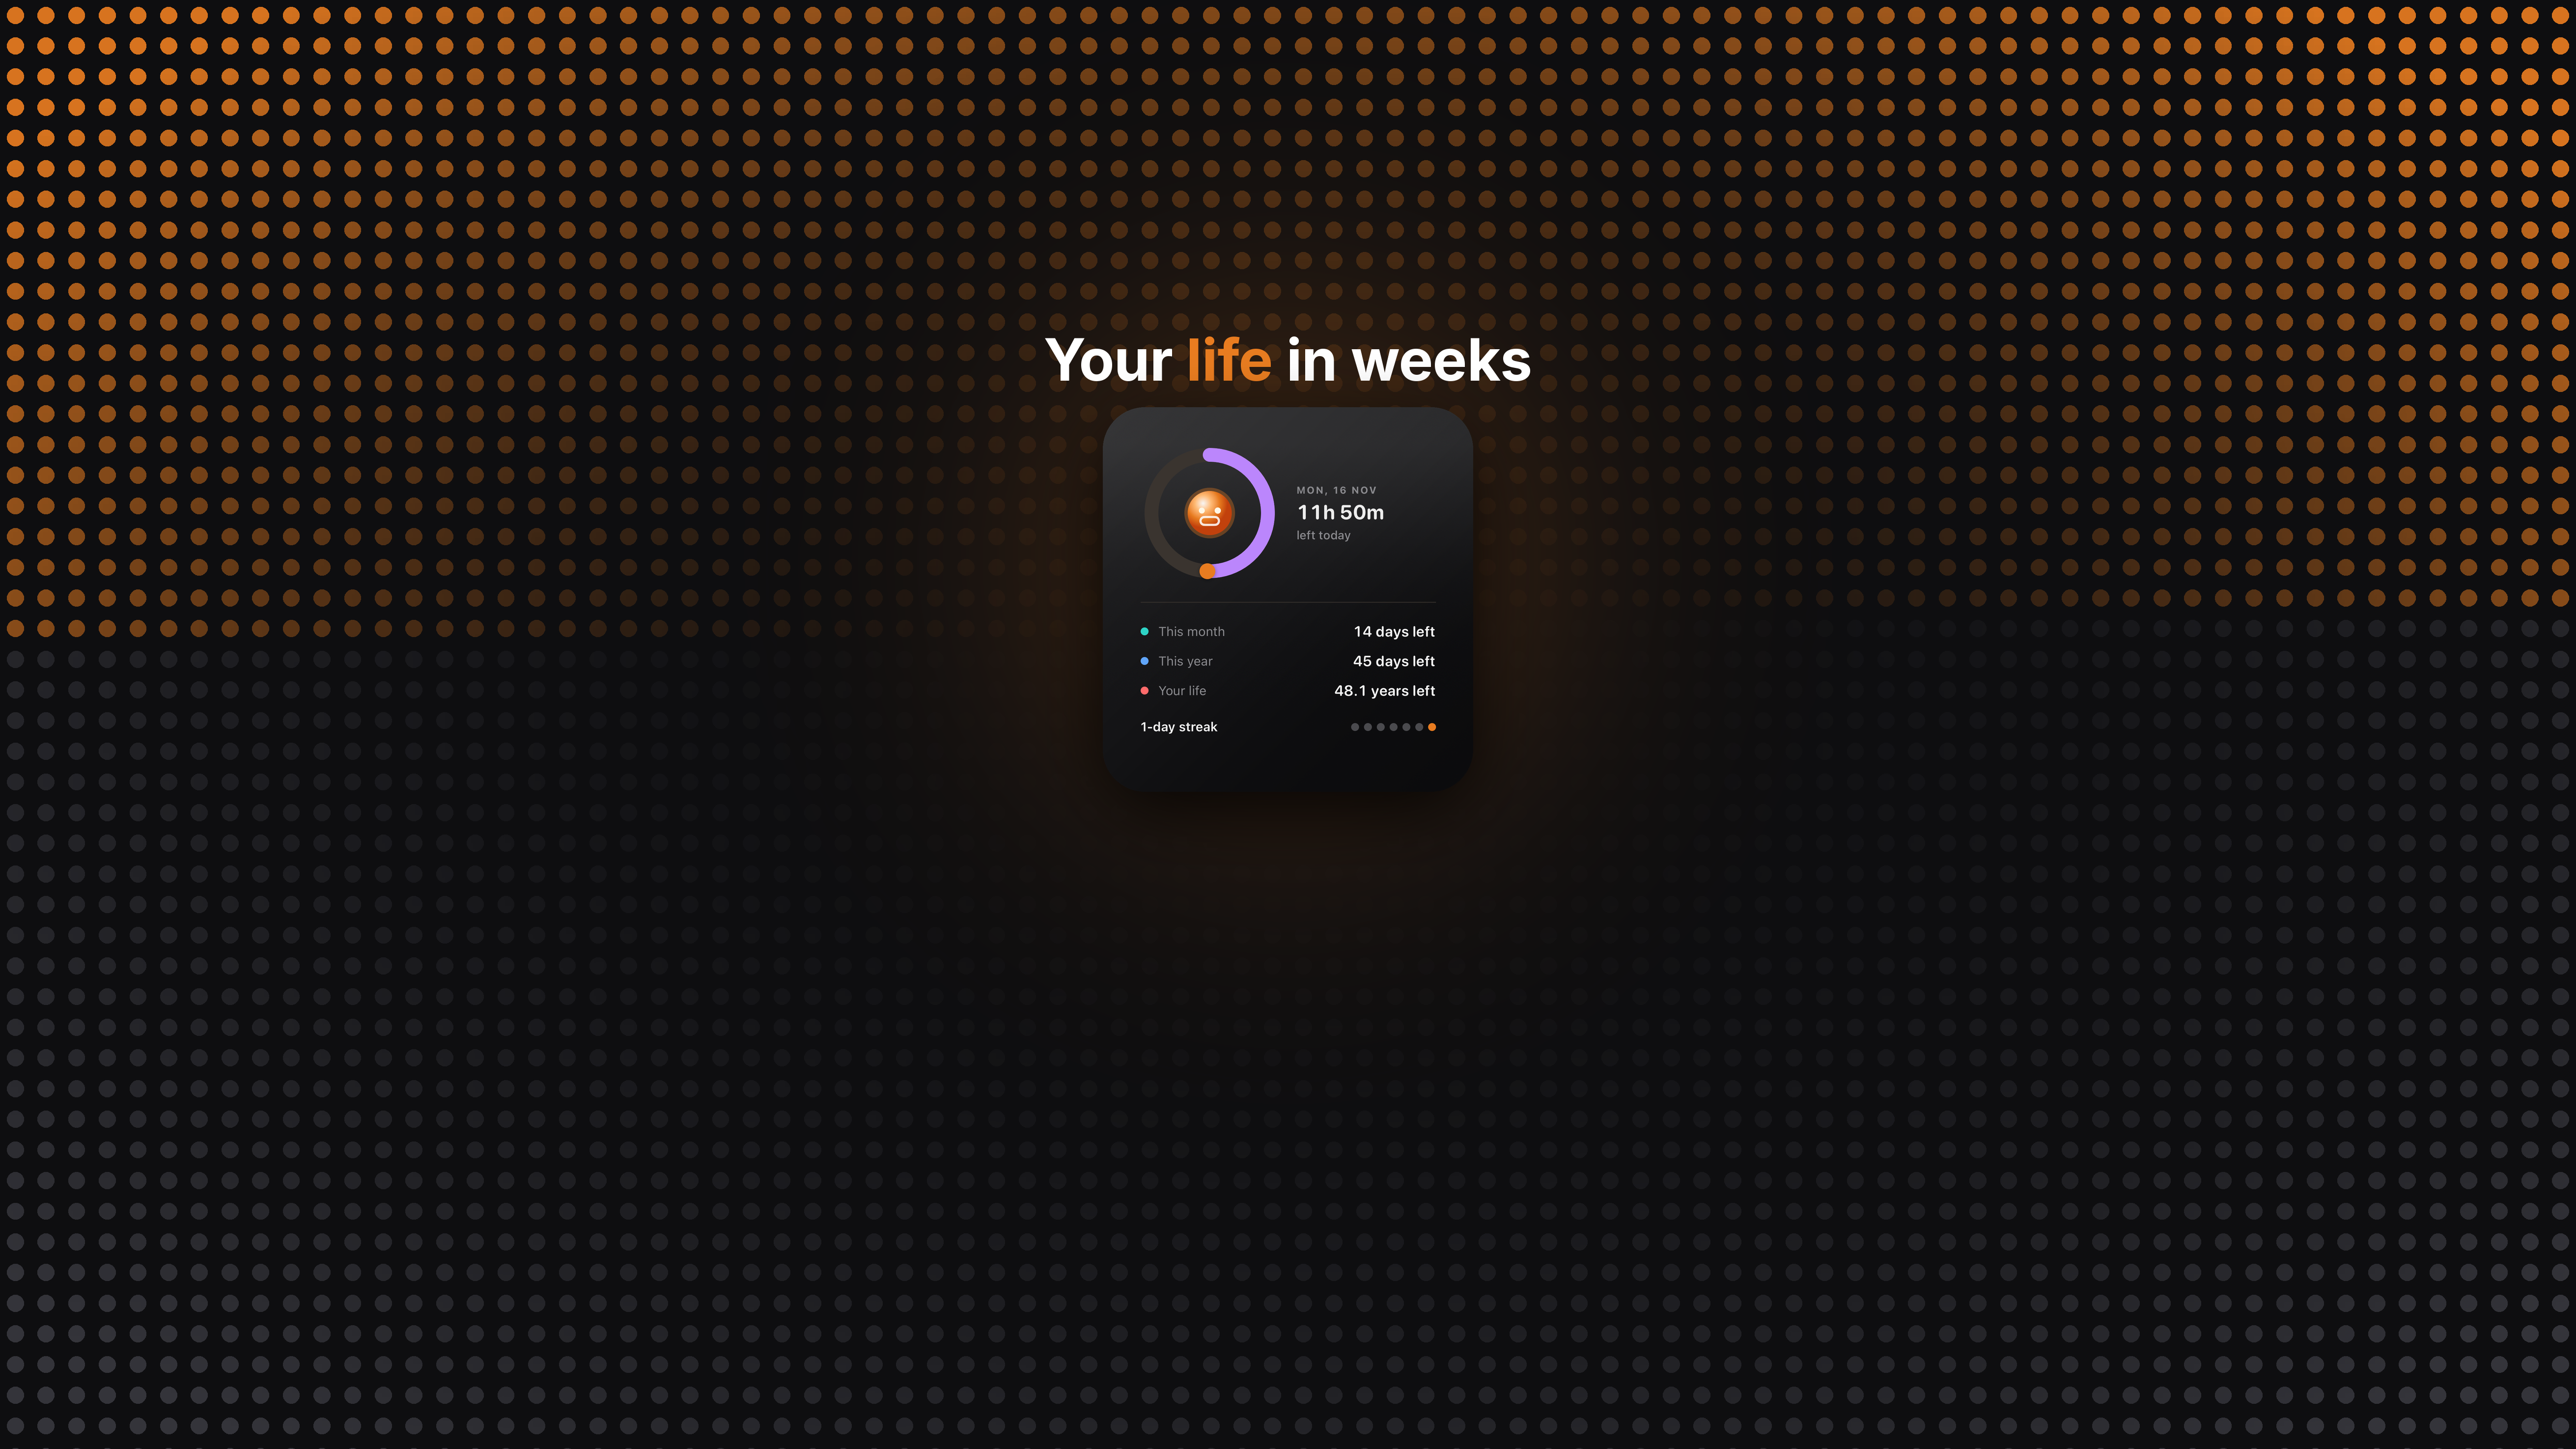 Your life in weeks
MON, 16 NOV
11h 50m
left today
This month 14 days left
This year 45 days left
Your life 48.1 years left
1-day streak